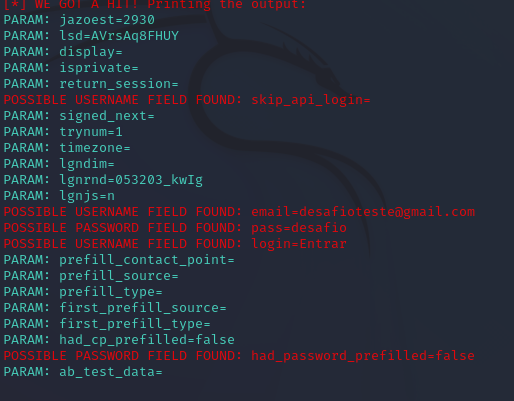 [*] WE GOT A HIT! Printing the output:
PARAM: jazoest=2930
PARAM: lsd=AVrsAq8FHUY
PARAM: display=
PARAM: isprivate=
PARAM: return_session=
POSSIBLE USERNAME FIELD FOUND: skip_api_login=
PARAM: signed_next=
PARAM: trynum=1
PARAM: timezone=
PARAM: lgndim=
PARAM: lgnrnd=053203_kwIg
PARAM: lgnjs=n
POSSIBLE USERNAME FIELD FOUND: email=desafioteste@gmail.com
POSSIBLE PASSWORD FIELD FOUND: pass=desafio
POSSIBLE USERNAME FIELD FOUND: login=Entrar
PARAM: prefill_contact_point=
PARAM: prefill_source=
PARAM: prefill_type=
PARAM: first_prefill_source=
PARAM: first_prefill_type=
PARAM: had_cp_prefilled=false
POSSIBLE PASSWORD FIELD FOUND: had_password_prefilled=false
PARAM: ab_test_data=